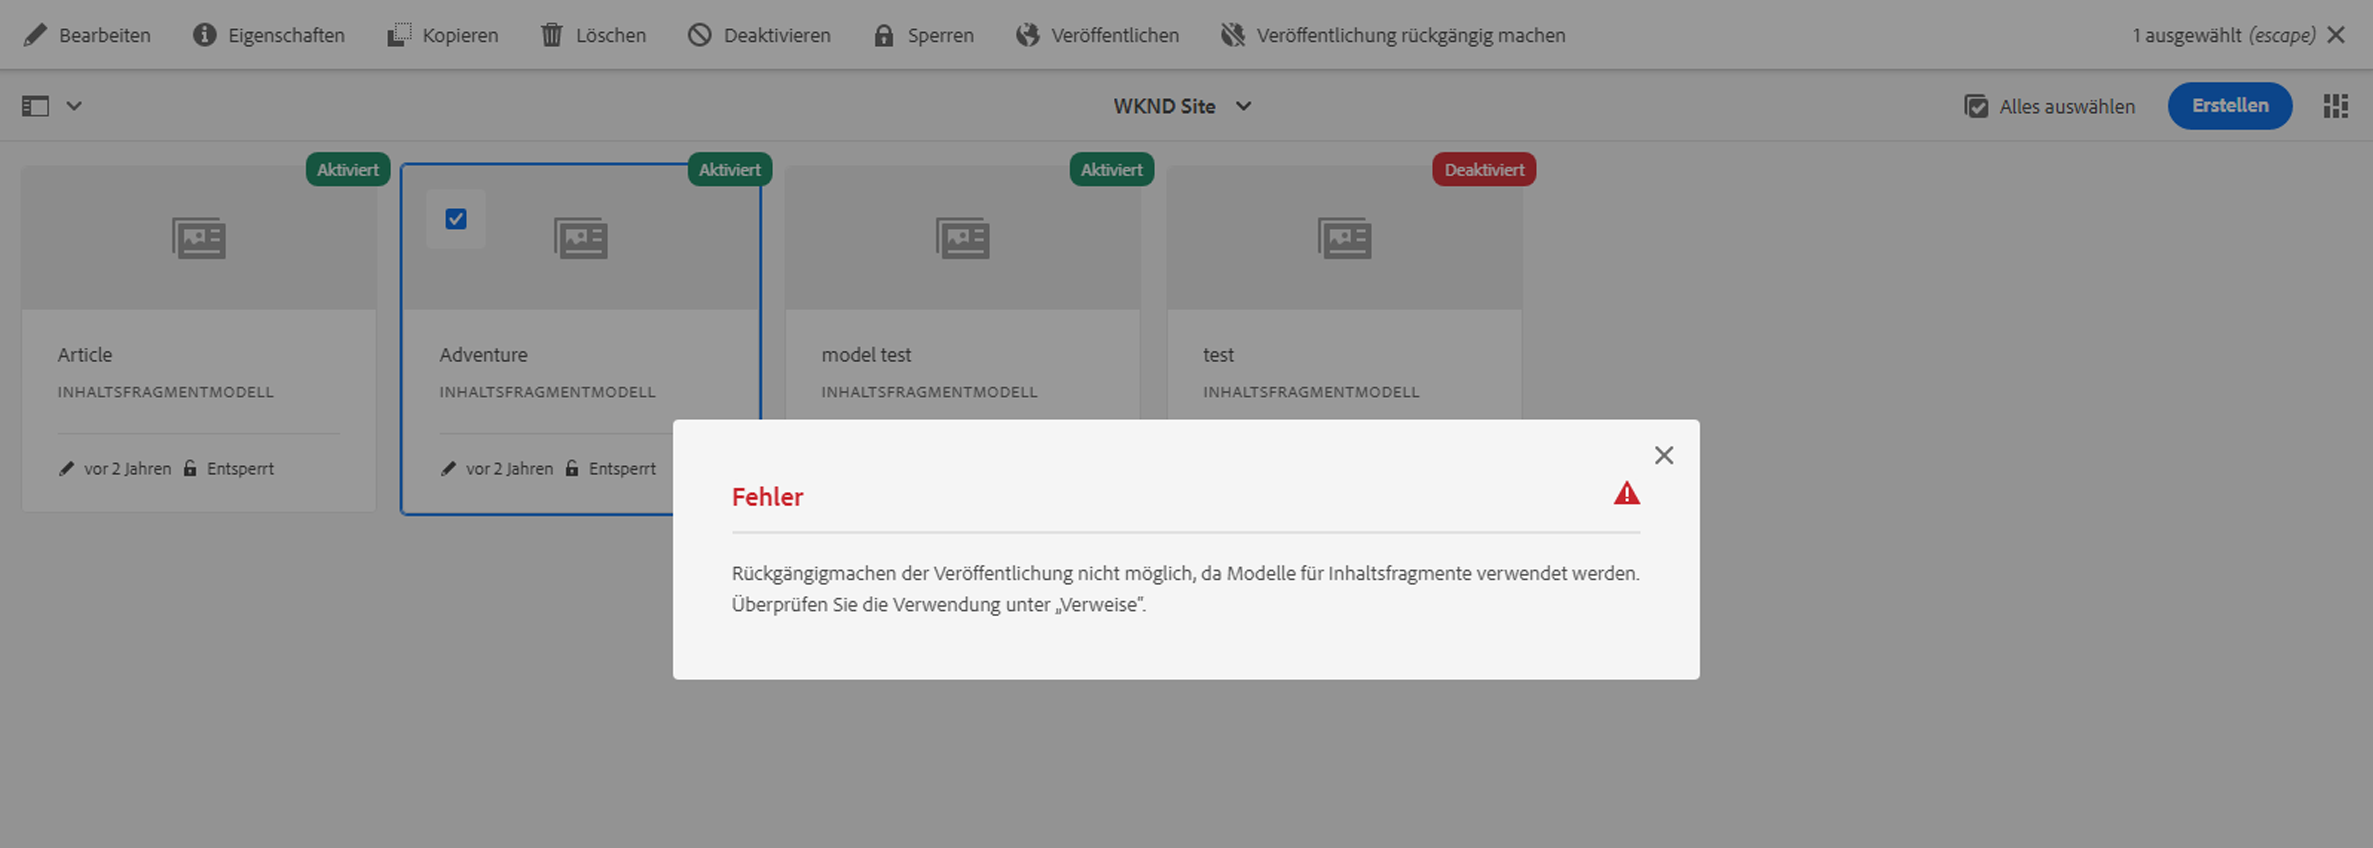 Bearbeiten Eigenschaften Kopieren Löschen Deaktivieren Sperren Veröffentlichen Veröffentlichung rückgängig machen 1 ausgewählt (escape)
WKND Site Alles auswählen Erstellen
Aktiviert Aktiviert Aktiviert Deaktiviert
Article Adventure model test test
INHALTSFRAGMENTMODELL INHALTSFRAGMENTMODELL INHALTSFRAGMENTMODELL INHALTSFRAGMENTMODELL
vor 2 Jahren Entsperrt vor 2 Jahren Entsperrt
Fehler
Rückgängigmachen der Veröffentlichung nicht möglich, da Modelle für Inhaltsfragmente verwendet werden.
Überprüfen Sie die Verwendung unter „Verweise“.